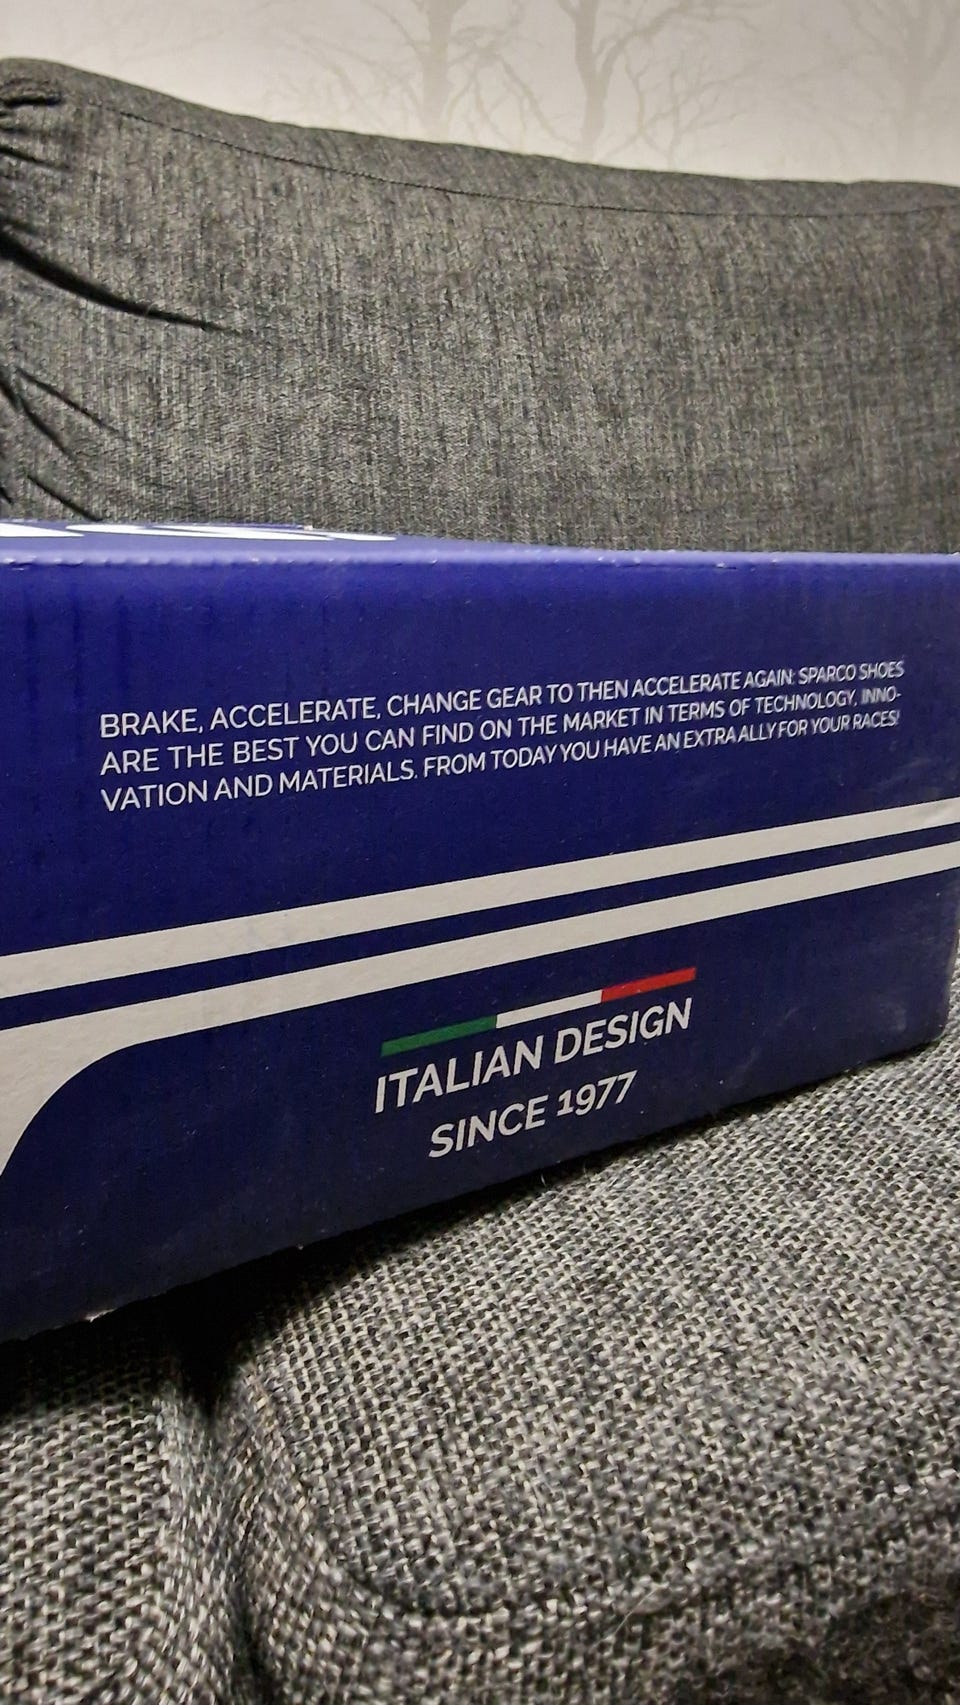 BRAKE, ACCELERATE, CHANGE GEAR TO THEN ACCELERATE AGAIN: SPARCO SHOES
ARE THE BEST YOU CAN FIND ON THE MARKET IN TERMS OF TECHNOLOGY, INNO-
VATION AND MATERIALS. FROM TODAY YOU HAVE AN EXTRA ALLY FOR YOUR RACES!
ITALIAN DESIGN
SINCE 1977